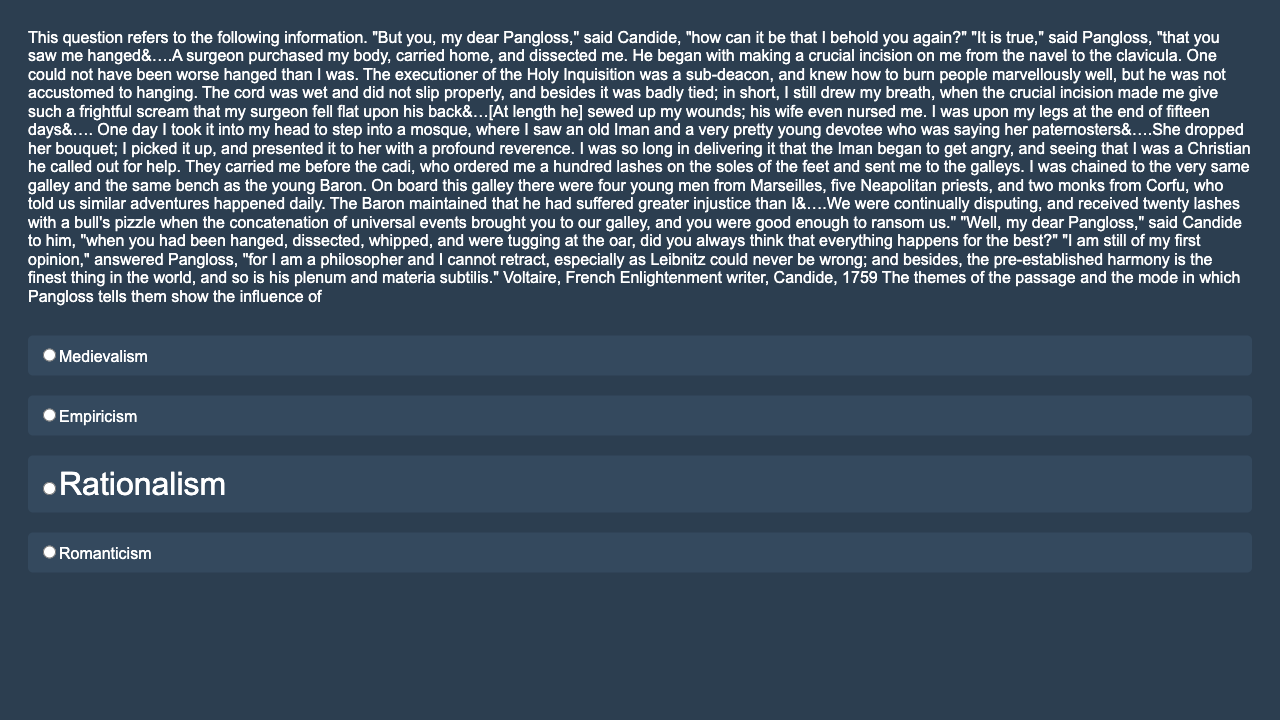 This question refers to the following information. "But you, my dear Pangloss," said Candide, "how can it be that I behold you again?" "It is true," said Pangloss, "that you
saw me hanged&….A surgeon purchased my body, carried home, and dissected me. He began with making a crucial incision on me from the navel to the clavicula. One
could not have been worse hanged than I was. The executioner of the Holy Inquisition was a sub-deacon, and knew how to burn people marvellously well, but he was not
accustomed to hanging. The cord was wet and did not slip properly, and besides it was badly tied; in short, I still drew my breath, when the crucial incision made me give
such a frightful scream that my surgeon fell flat upon his back&…[At length he] sewed up my wounds; his wife even nursed me. I was upon my legs at the end of fifteen
days&…. One day I took it into my head to step into a mosque, where I saw an old Iman and a very pretty young devotee who was saying her paternosters&….She dropped
her bouquet; I picked it up, and presented it to her with a profound reverence. I was so long in delivering it that the Iman began to get angry, and seeing that I was a Christian
he called out for help. They carried me before the cadi, who ordered me a hundred lashes on the soles of the feet and sent me to the galleys. I was chained to the very same
galley and the same bench as the young Baron. On board this galley there were four young men from Marseilles, five Neapolitan priests, and two monks from Corfu, who
told us similar adventures happened daily. The Baron maintained that he had suffered greater injustice than I&….We were continually disputing, and received twenty lashes
with a bull's pizzle when the concatenation of universal events brought you to our galley, and you were good enough to ransom us." "Well, my dear Pangloss," said Candide
to him, "when you had been hanged, dissected, whipped, and were tugging at the oar, did you always think that everything happens for the best?" "I am still of my first
opinion," answered Pangloss, "for I am a philosopher and I cannot retract, especially as Leibnitz could never be wrong; and besides, the pre-established harmony is the
finest thing in the world, and so is his plenum and materia subtilis." Voltaire, French Enlightenment writer, Candide, 1759 The themes of the passage and the mode in which
Pangloss tells them show the influence of
Medievalism
Empiricism
Rationalism
Romanticism